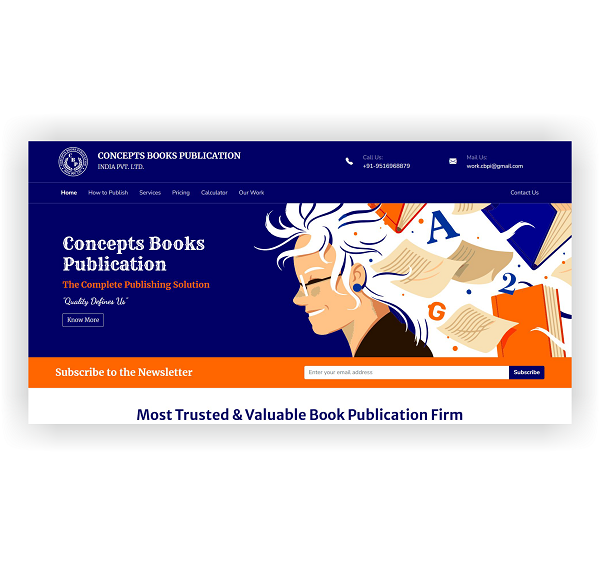 CONCEPTS BOOKS PUBLICATION
INDIA PVT. LTD.
Call Us:
+91-9516968879
Mail Us:
work.cbpi@gmail.com
Home How to Publish Services Pricing Calculator Our Work Contact Us
Concepts Books
Publication
The Complete Publishing Solution
"Quality Defines Us"
Know More
A
2
G
Subscribe to the Newsletter
Enter your email address
Subscribe
Most Trusted & Valuable Book Publication Firm